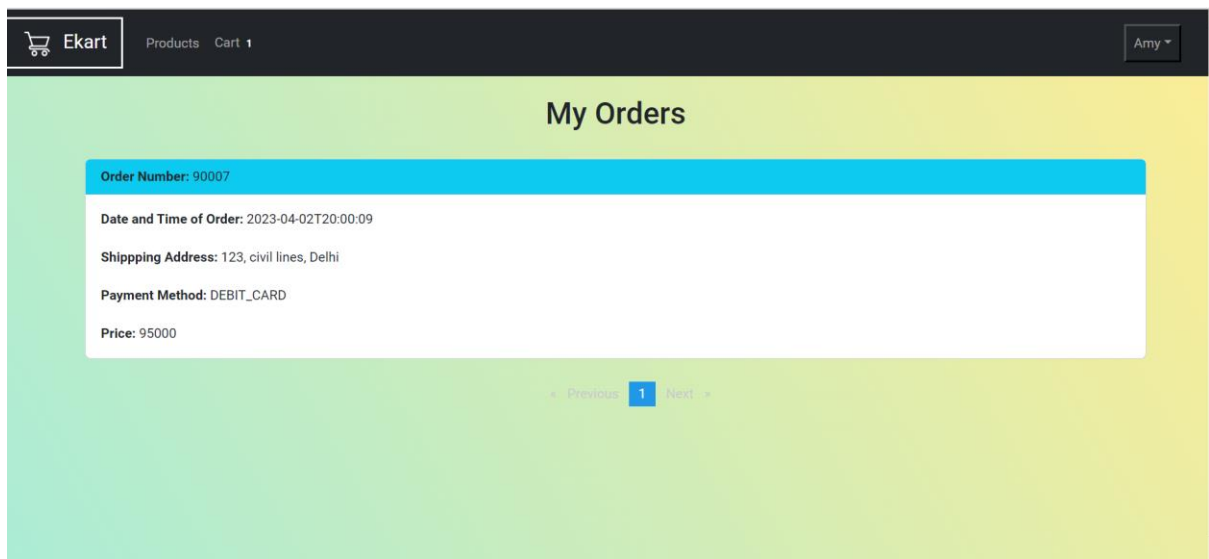 Ekart Products Cart 1 Amy
My Orders
Order Number: 90007
Date and Time of Order: 2023-04-02T20:00:09
Shippping Address: 123, civil lines, Delhi
Payment Method: DEBIT_CARD
Price: 95000
« Previous 1 Next »